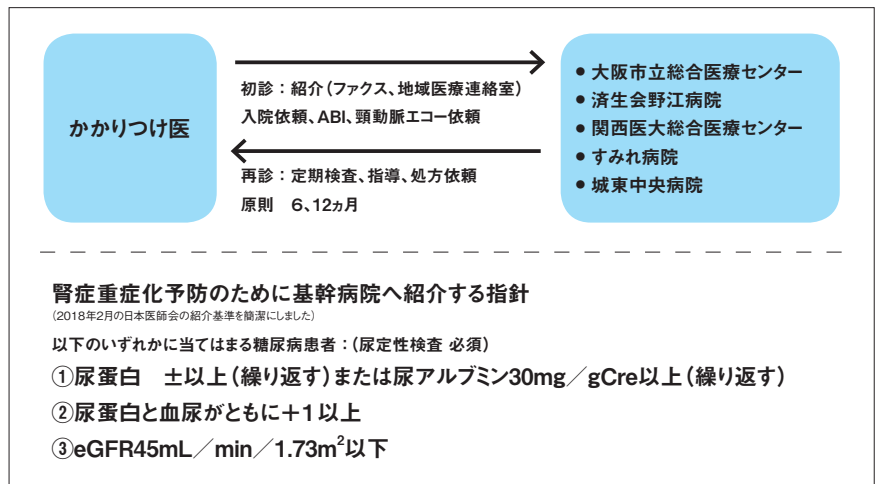 かかりつけ医
初診：紹介（ファクス、地域医療連絡室）
入院依頼、ABI、頸動脈エコー依頼
再診：定期検査、指導、処方依頼
原則　6、12ヵ月
● 大阪市立総合医療センター
● 済生会野江病院
● 関西医大総合医療センター
● すみれ病院
● 城東中央病院
腎症重症化予防のために基幹病院へ紹介する指針
（2018年2月の日本医師会の紹介基準を簡潔にしました）
以下のいずれかに当てはまる糖尿病患者：（尿定性検査 必須）
①尿蛋白　±以上（繰り返す）または尿アルブミン30mg／gCre以上（繰り返す）
②尿蛋白と血尿がともに＋1以上
③eGFR45mL／min／1.73m²以下